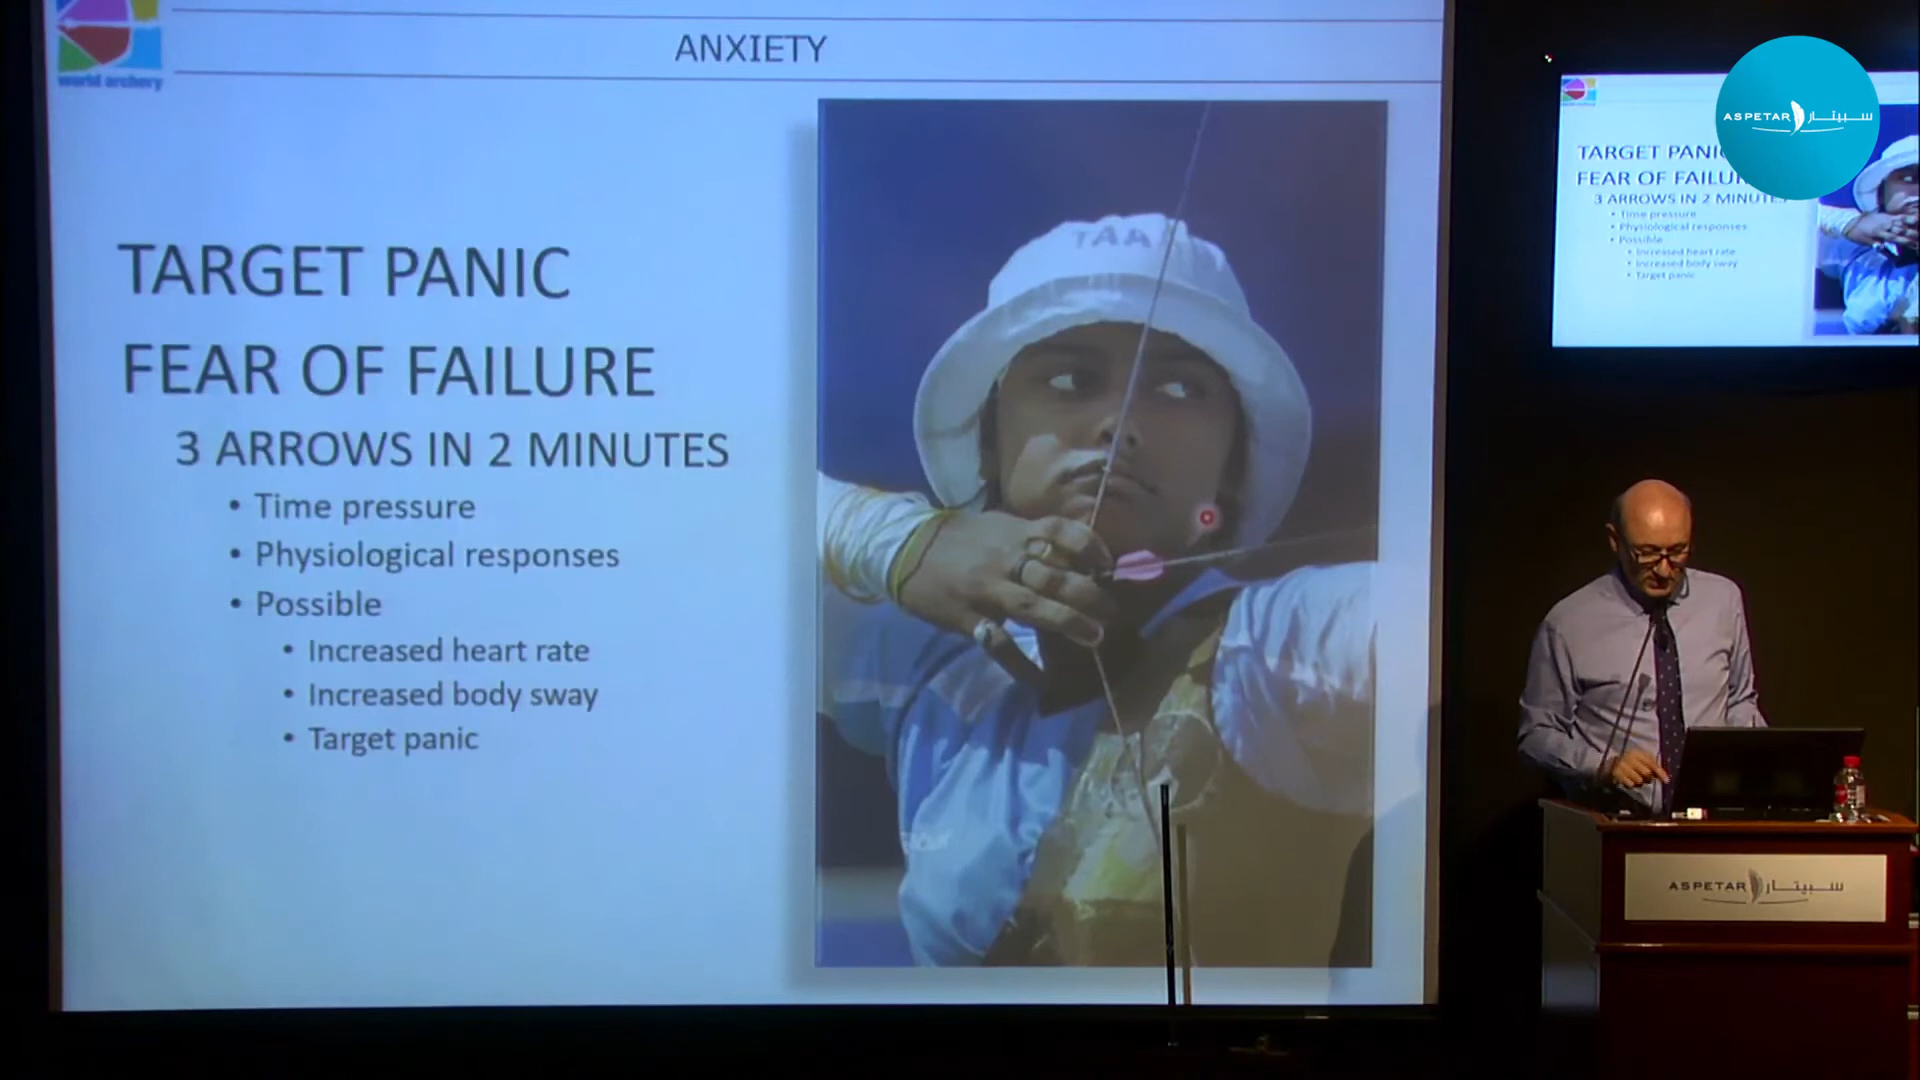 world archery
ANXIETY
TARGET PANIC
FEAR OF FAILURE
3 ARROWS IN 2 MINUTES
• Time pressure
• Physiological responses
• Possible
• Increased heart rate
• Increased body sway
• Target panic
TAA
ASPETAR سبيتار
TARGET PANIC
FEAR OF FAILUR
3 ARROWS IN 2 MINUTES
• Time pressure
• Physiological responses
• Possible
• Increased heart rate
• Increased body sway
• Target panic
ASPETAR سبيتار